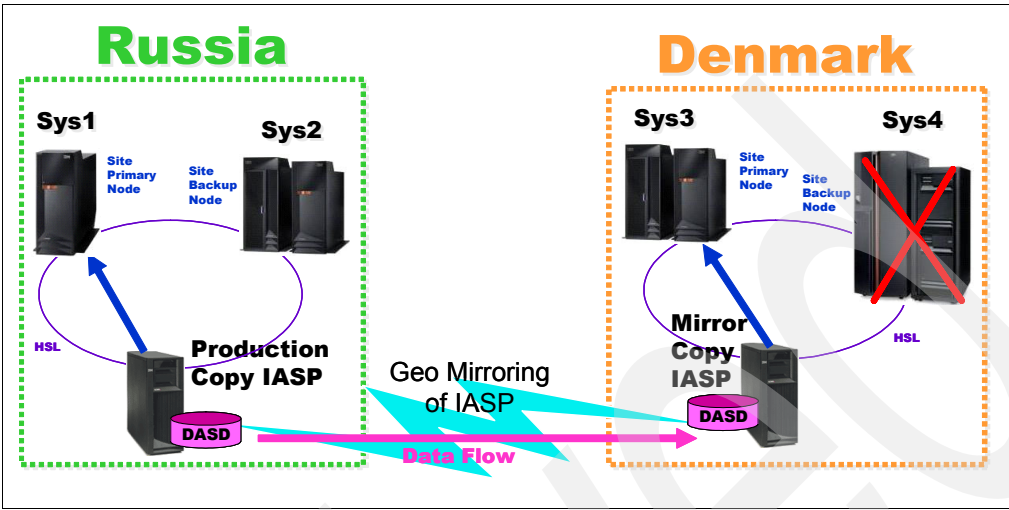 Russia
Denmark
Sys1
Sys2
Site
Primary
Node
Site
Backup
Node
HSL
Production
Copy IASP
DASD
Sys3
Sys4
Site
Primary
Node
Site
Backup
Node
HSL
Mirror
Copy
IASP
DASD
Geo Mirroring
of IASP
Data Flow